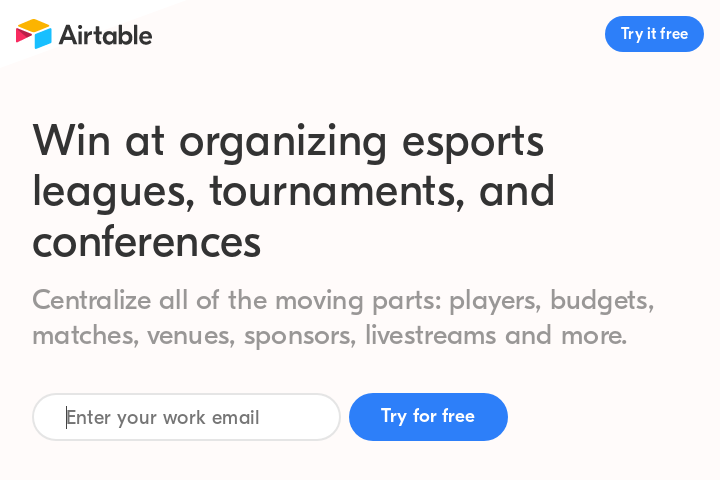 Airtable
Try it free
Win at organizing esports
leagues, tournaments, and
conferences
Centralize all of the moving parts: players, budgets,
matches, venues, sponsors, livestreams and more.
Enter your work email
Try for free